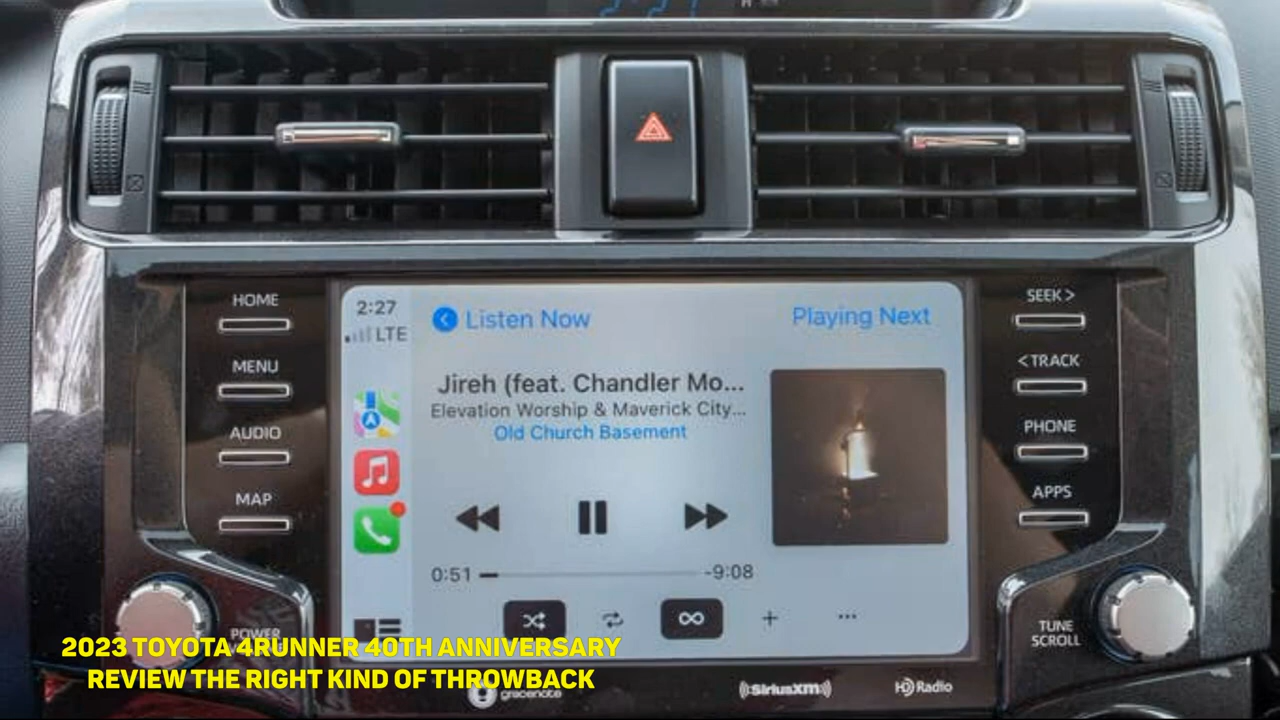 HOME
MENU
AUDIO
MAP
POWER
2:27
LTE
Listen Now
Playing Next
Jireh (feat. Chandler Mo...
Elevation Worship & Maverick City...
Old Church Basement
0:51
-9:08
SEEK >
< TRACK
PHONE
APPS
TUNE
SCROLL
gracenote
SiriusXM
HD Radio
2023 TOYOTA 4RUNNER 40TH ANNIVERSARY
REVIEW THE RIGHT KIND OF THROWBACK